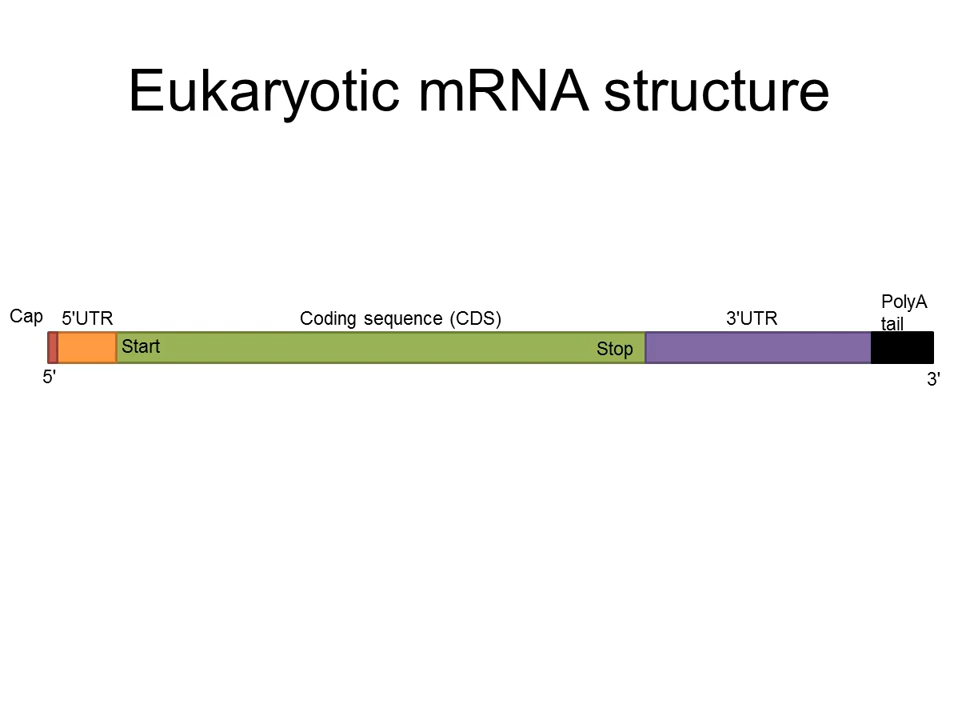 Eukaryotic mRNA structure
Cap
5'UTR
Coding sequence (CDS)
3'UTR
PolyA
tail
Start
Stop
5'
3'